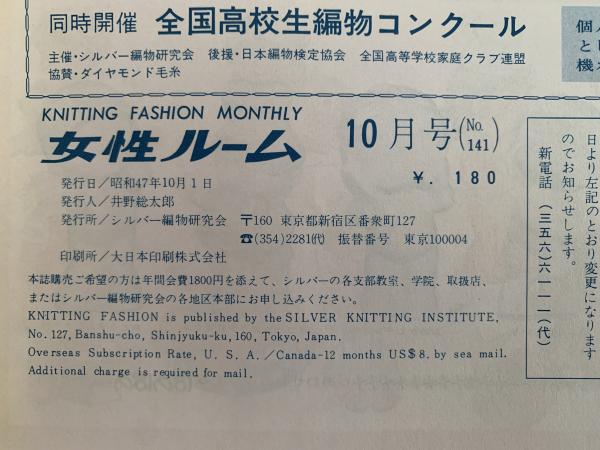 同時開催 全国高校生編物コンクール
主催・シルバー編物研究会 後援・日本編物検定協会 全国高等学校家庭クラブ連盟
協賛・ダイヤモンド毛糸
KNITTING FASHION MONTHLY
女性ルーム 10月号(No.141)
¥. 180
発行日/昭和47年10月1日
発行人/井野総太郎
発行所/シルバー編物研究会 〒160 東京都新宿区番衆町127
☎(354)2281㈹ 振替番号 東京100004
印刷所/大日本印刷株式会社
本誌購売ご希望の方は年間会費1800円を添えて、シルバーの各支部教室、学院、取扱店、
またはシルバー編物研究会の各地区本部にお申し込みください。
KNITTING FASHION is published by the SILVER KNITTING INSTITUTE,
No. 127, Banshu-cho, Shinjyuku-ku, 160, Tokyo, Japan.
Overseas Subscription Rate, U. S. A. / Canada-12 months US$8. by sea mail.
Additional charge is required for mail.
日より左記のとおり変更になります
のでお知らせします。
新電話 (三五六)六一一一(代)